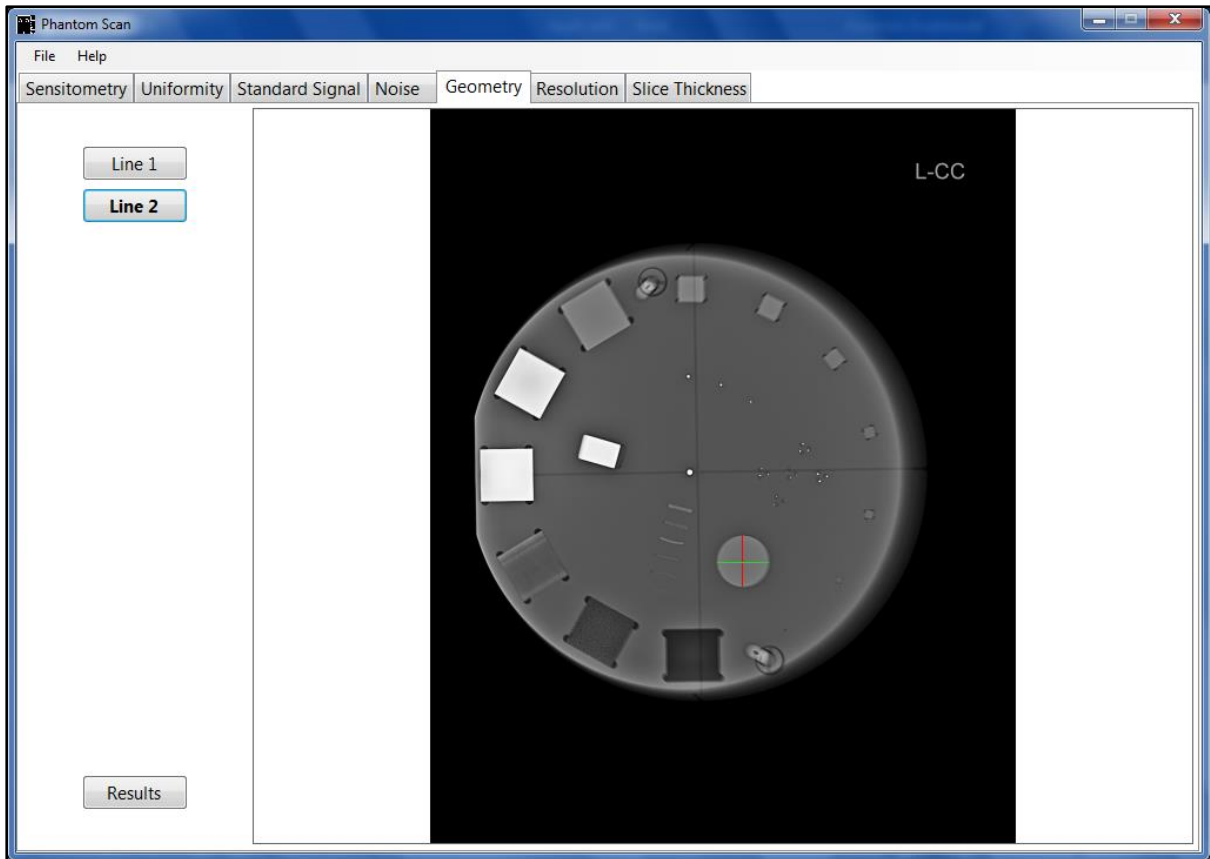 Phantom Scan
File Help
Sensitometry Uniformity Standard Signal Noise Geometry Resolution Slice Thickness
Line 1
Line 2
L-CC
Results